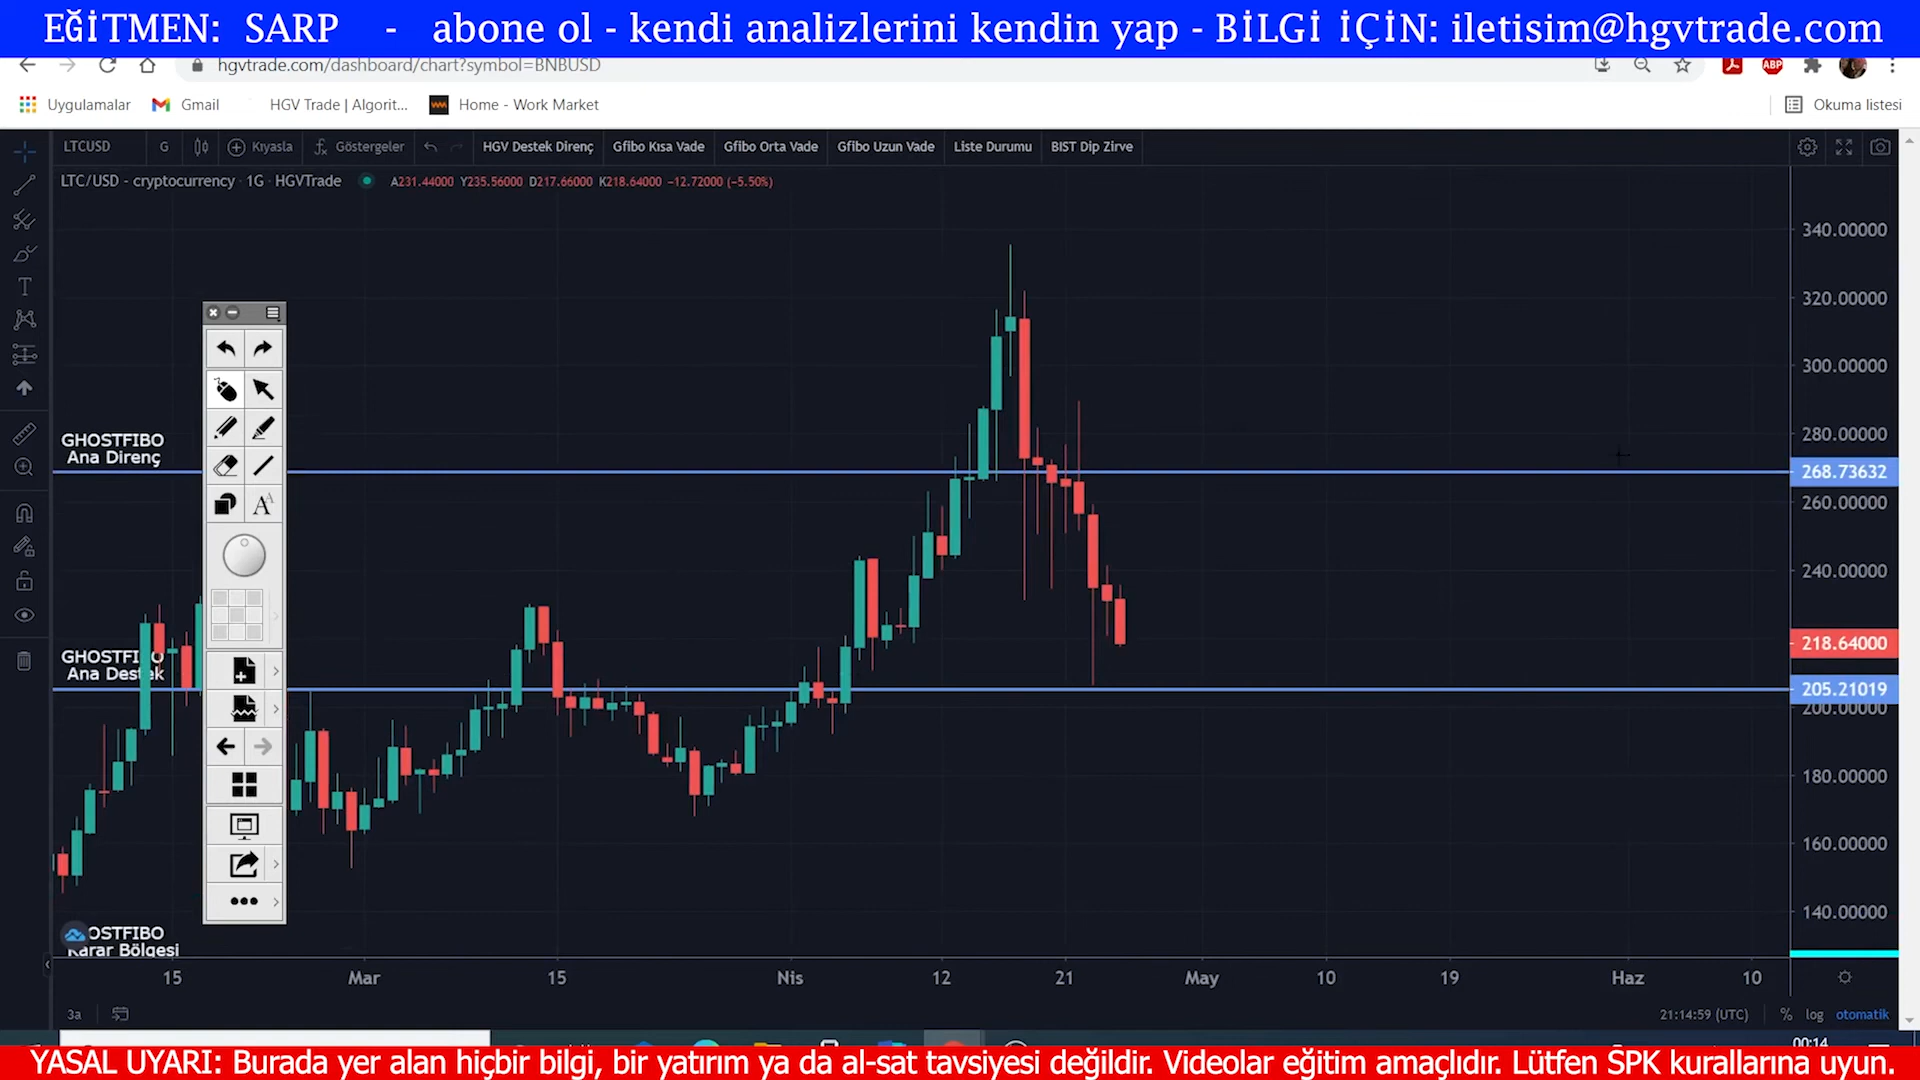 EĞİTMEN: SARP - abone ol - kendi analizlerini kendin yap - BİLGİ İÇİN: iletisim@hgvtrade.com
hgvtrade.com/dashboard/chart?symbol=BNBUSD
ABP
Uygulamalar
Gmail
HGV Trade | Algorit...
Home - Work Market
Okuma listesi
LTCUSD
G
Kıyasla
Göstergeler
HGV Destek Direnç
Gfibo Kısa Vade
Gfibo Orta Vade
Gfibo Uzun Vade
Liste Durumu
BIST Dip Zirve
LTC/USD - cryptocurrency · 1G · HGVTrade
A231.44000 Y235.56000 D217.66000 K218.64000 −12.72000 (−5.50%)
340.00000
320.00000
300.00000
280.00000
GHOSTFIBO
Ana Direnç
268.73632
260.00000
240.00000
218.64000
GHOSTFIBO
Ana Destek
205.21019
200.00000
180.00000
160.00000
140.00000
OSTFIBO
Karar Bölgesi
15
Mar
15
Nis
12
21
May
10
19
Haz
10
3a
21:14:59 (UTC)
%
log
otomatik
00:14
YASAL UYARI: Burada yer alan hiçbir bilgi, bir yatırım ya da al-sat tavsiyesi değildir. Videolar eğitim amaçlıdır. Lütfen SPK kurallarına uyun.